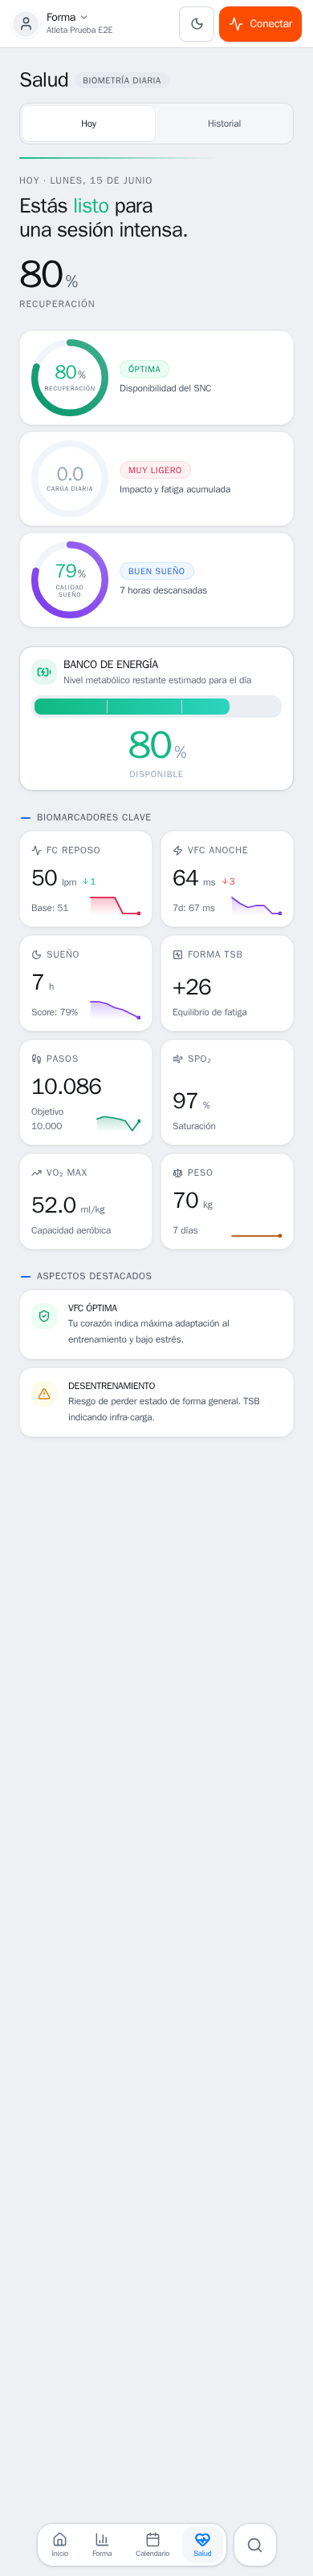 Forma
Atleta Prueba E2E
Conectar
Salud
BIOMETRÍA DIARIA
Hoy
Historial
HOY · LUNES, 15 DE JUNIO
Estás listo para
una sesión intensa.
80%
RECUPERACIÓN
80%
RECUPERACIÓN
ÓPTIMA
Disponibilidad del SNC
0.0
CARGA DIARIA
MUY LIGERO
Impacto y fatiga acumulada
79%
CALIDAD
SUEÑO
BUEN SUEÑO
7 horas descansadas
BANCO DE ENERGÍA
Nivel metabólico restante estimado para el día
80%
DISPONIBLE
BIOMARCADORES CLAVE
FC REPOSO
50 lpm ↓1
Base: 51
VFC ANOCHE
64 ms ↓3
7d: 67 ms
SUEÑO
7 h
Score: 79%
FORMA TSB
+26
Equilibrio de fatiga
PASOS
10.086
Objetivo
10.000
SPO₂
97 %
Saturación
VO₂ MAX
52.0 ml/kg
Capacidad aeróbica
PESO
70 kg
7 días
ASPECTOS DESTACADOS
VFC ÓPTIMA
Tu corazón indica máxima adaptación al
entrenamiento y bajo estrés.
DESENTRENAMIENTO
Riesgo de perder estado de forma general. TSB
indicando infra-carga.
Inicio
Forma
Calendario
Salud